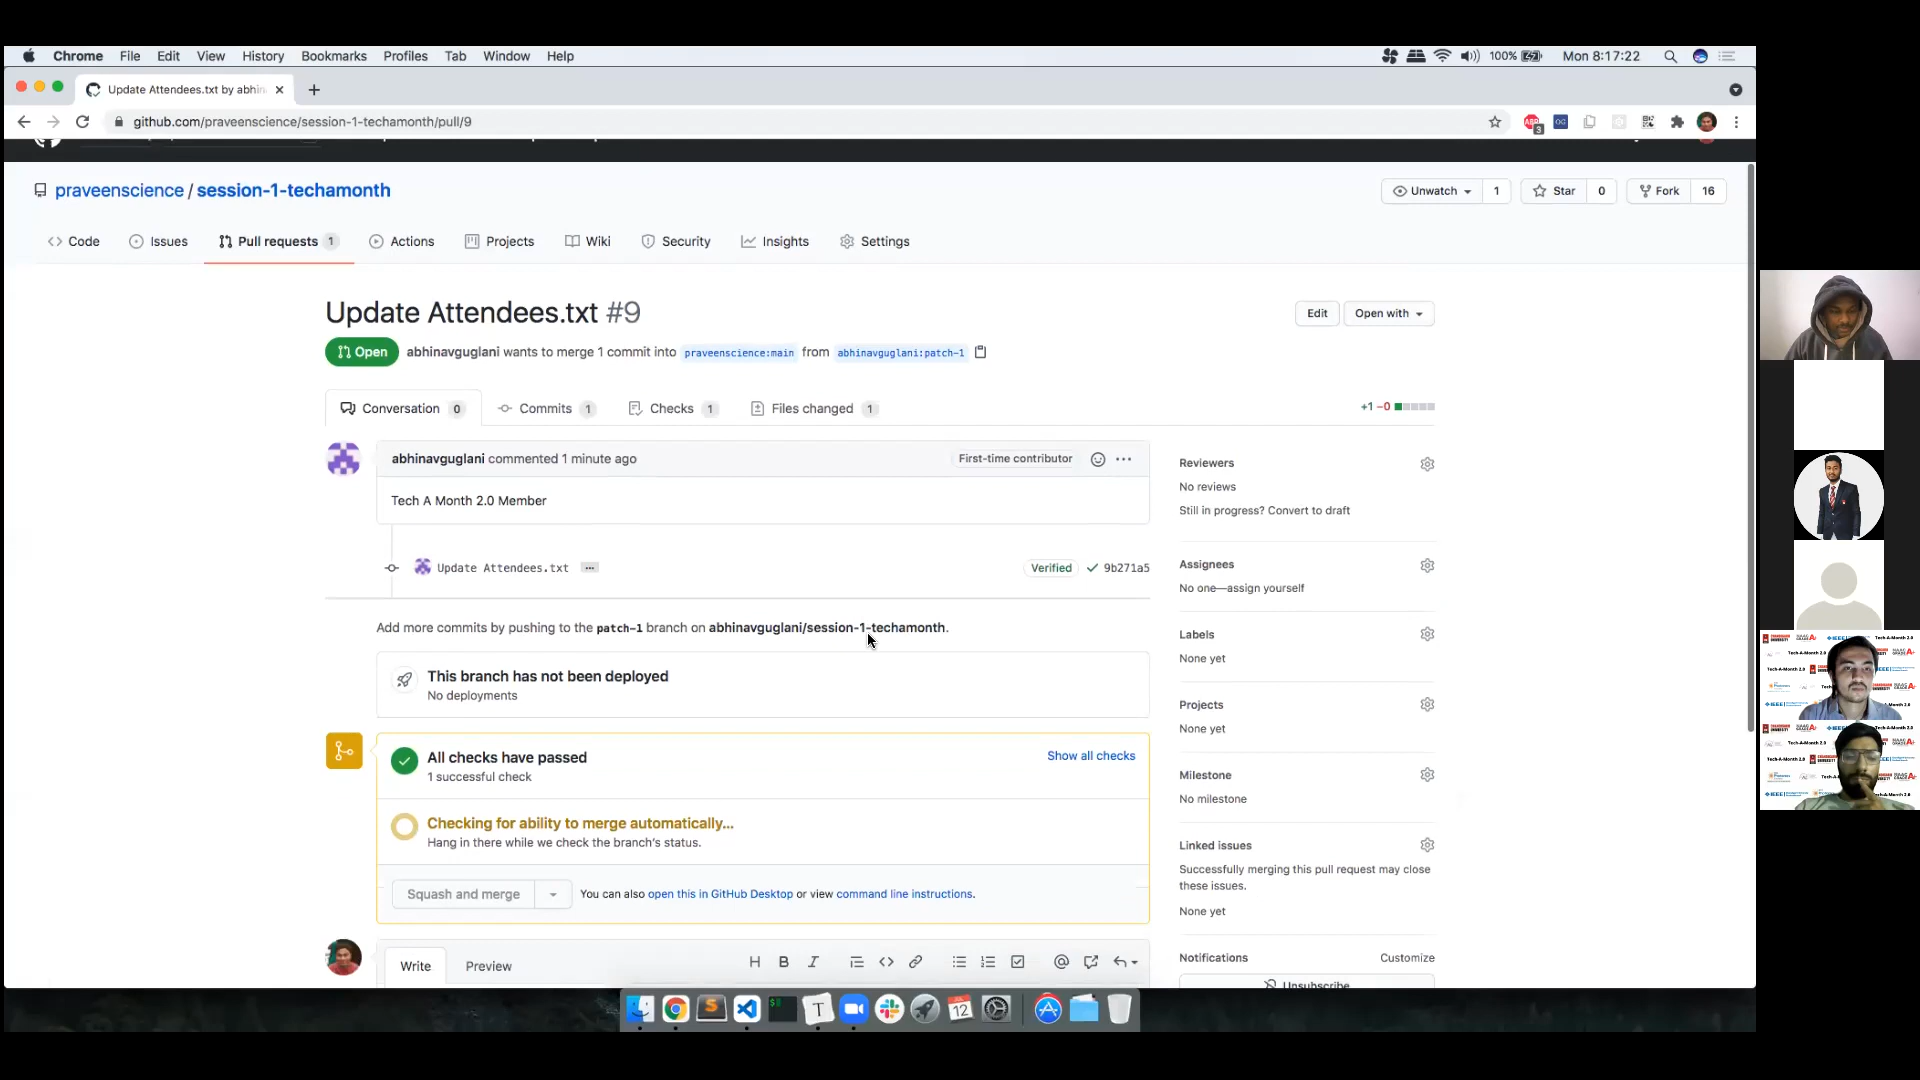 Chrome File Edit View History Bookmarks Profiles Tab Window Help 100% Mon 8:17:22
Update Attendees.txt by abhin
github.com/praveenscience/session-1-techamonth/pull/9
praveenscience / session-1-techamonth
Unwatch 1 Star 0 Fork 16
Code Issues Pull requests 1 Actions Projects Wiki Security Insights Settings
Update Attendees.txt #9
Edit Open with
Open abhinavguglani wants to merge 1 commit into praveenscience:main from abhinavguglani:patch-1
Conversation 0 Commits 1 Checks 1 Files changed 1
+1 −0
abhinavguglani commented 1 minute ago
First-time contributor
Tech A Month 2.0 Member
Update Attendees.txt
Verified 9b271a5
Add more commits by pushing to the patch-1 branch on abhinavguglani/session-1-techamonth.
This branch has not been deployed
No deployments
All checks have passed
1 successful check
Show all checks
Checking for ability to merge automatically...
Hang in there while we check the branch's status.
Squash and merge
You can also open this in GitHub Desktop or view command line instructions.
Write Preview
H B I
Reviewers
No reviews
Still in progress? Convert to draft
Assignees
No one—assign yourself
Labels
None yet
Projects
None yet
Milestone
No milestone
Linked issues
Successfully merging this pull request may close
these issues.
None yet
Notifications
Customize
Unsubscribe